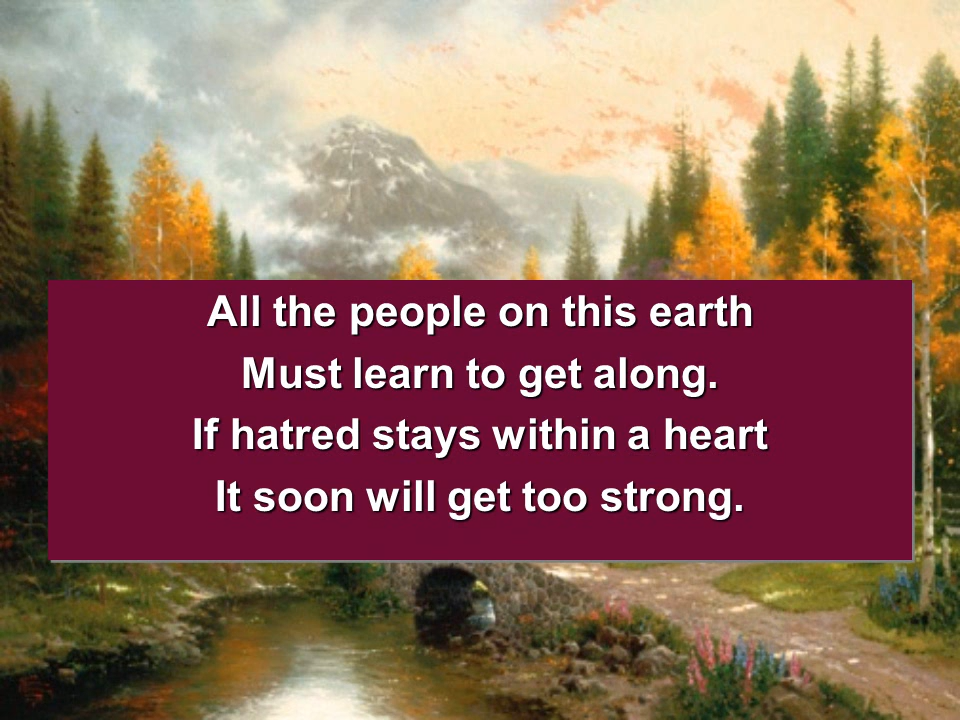 All the people on this earth
Must learn to get along.
If hatred stays within a heart
It soon will get too strong.